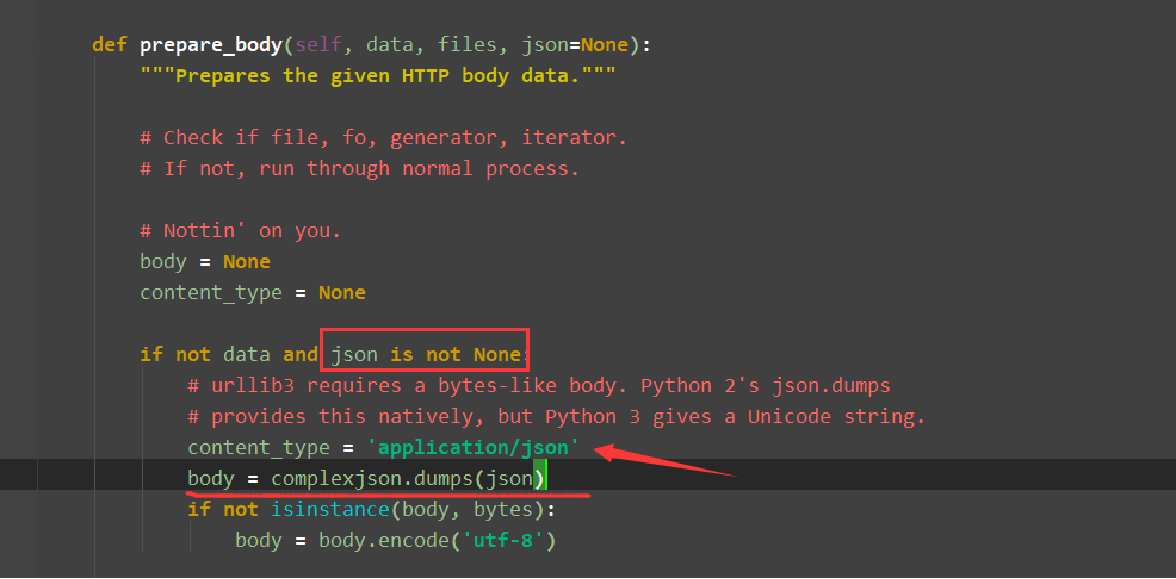 def prepare_body(self, data, files, json=None):
"""Prepares the given HTTP body data."""
# Check if file, fo, generator, iterator.
# If not, run through normal process.
# Nottin' on you.
body = None
content_type = None
if not data and json is not None:
# urllib3 requires a bytes-like body. Python 2's json.dumps
# provides this natively, but Python 3 gives a Unicode string.
content_type = 'application/json'
body = complexjson.dumps(json)
if not isinstance(body, bytes):
body = body.encode('utf-8')